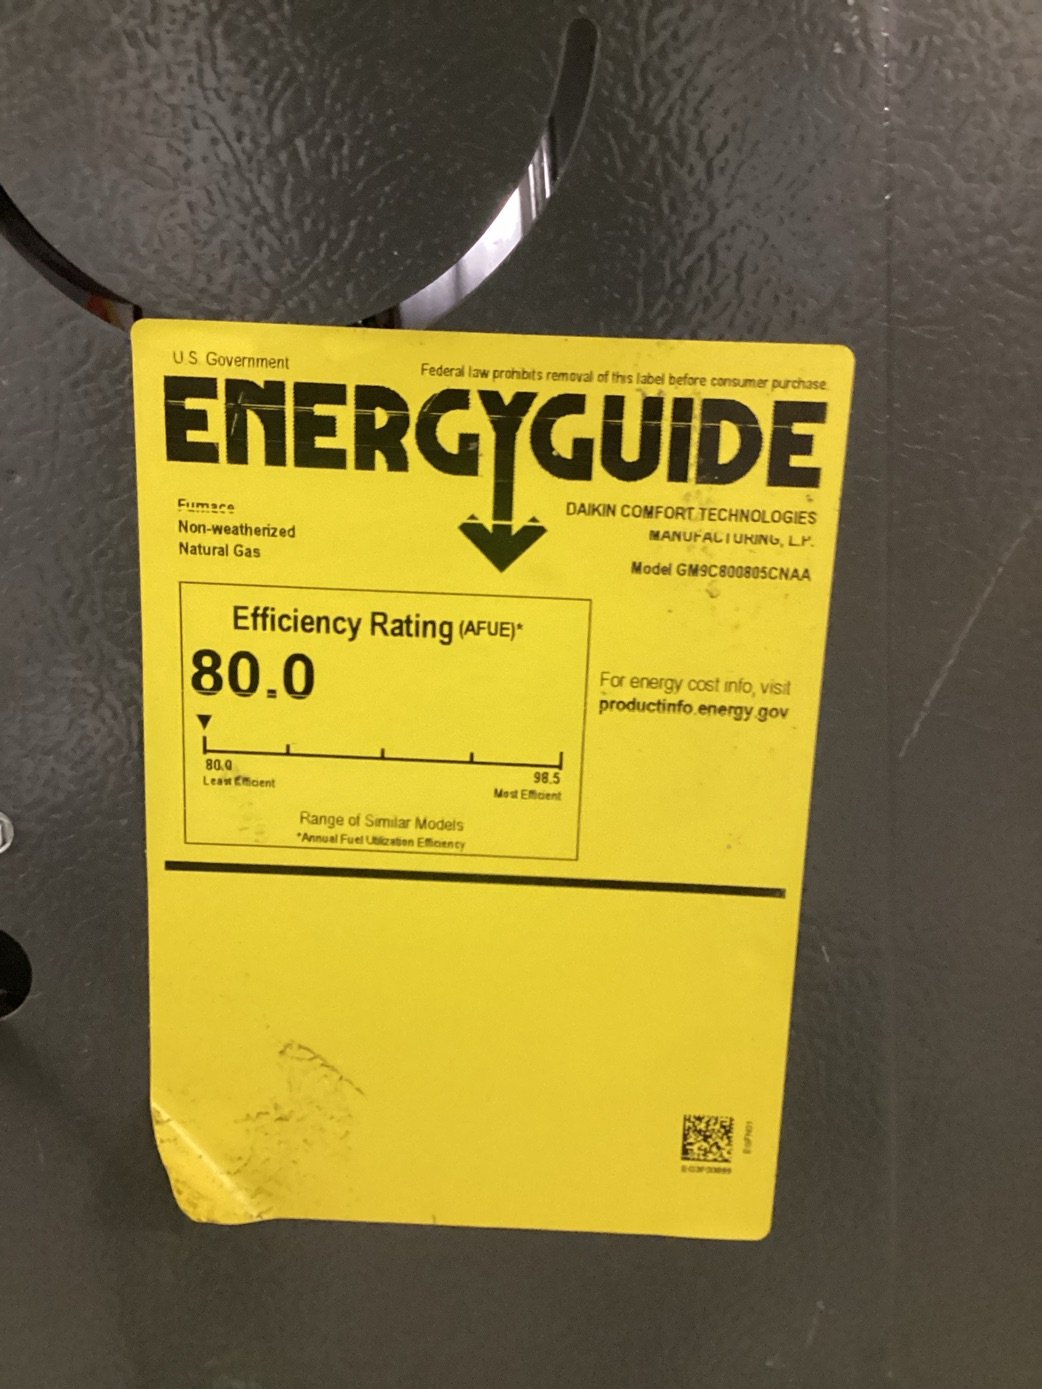 U.S. Government
Federal law prohibits removal of this label before consumer purchase.
ENERGYGUIDE
Furnace
Non-weatherized
Natural Gas
DAIKIN COMFORT TECHNOLOGIES
MANUFACTURING, L.P.
Model GM9C800805CNAA
Efficiency Rating (AFUE)*
80.0
80.0
Least Efficient
98.5
Most Efficient
Range of Similar Models
*Annual Fuel Utilization Efficiency
For energy cost info, visit
productinfo.energy.gov